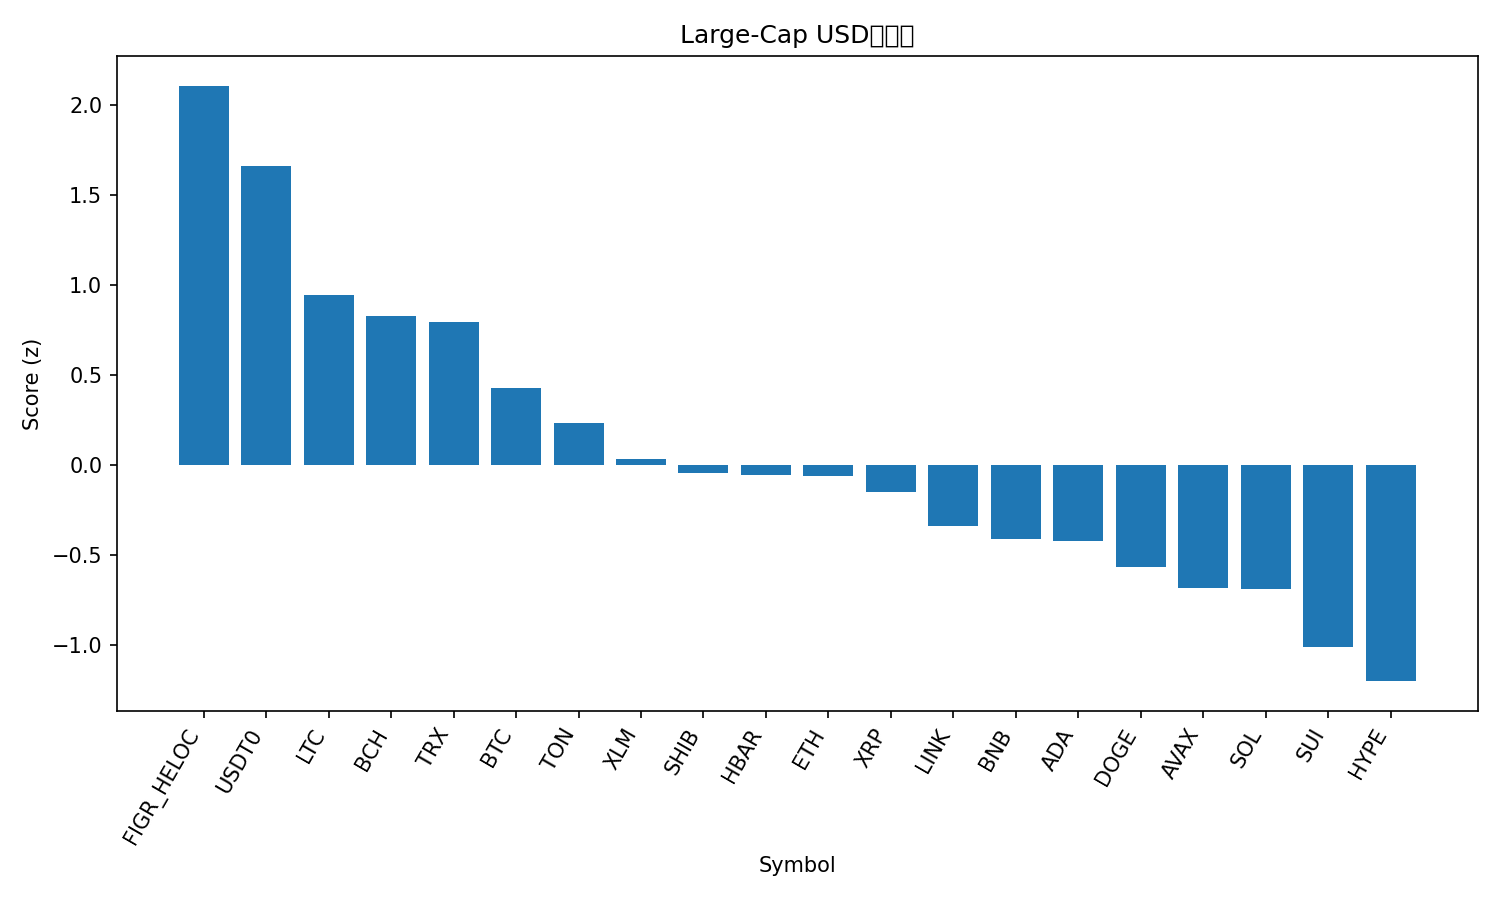 Large-Cap USD
Score (z)
2.0
1.5
1.0
0.5
0.0
−0.5
−1.0
FIGR_HELOC
USDT0
LTC
BCH
TRX
BTC
TON
XLM
SHIB
HBAR
ETH
XRP
LINK
BNB
ADA
DOGE
AVAX
SOL
SUI
HYPE
Symbol